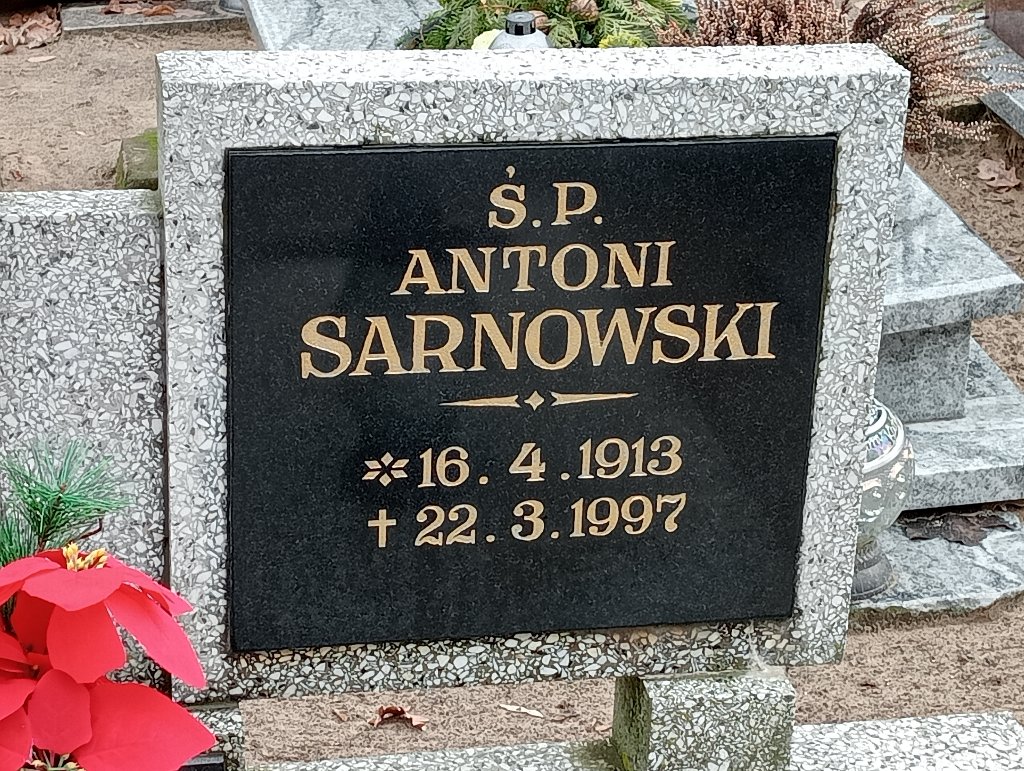 Ś. P.
ANTONI
SARNOWSKI
* 16. 4. 1913
† 22. 3. 1997